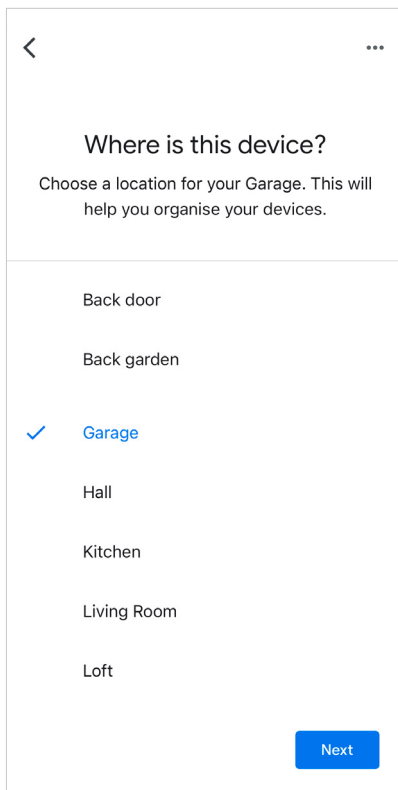 Where is this device?
Choose a location for your Garage. This will
help you organise your devices.
Back door
Back garden
Garage
Hall
Kitchen
Living Room
Loft
Next